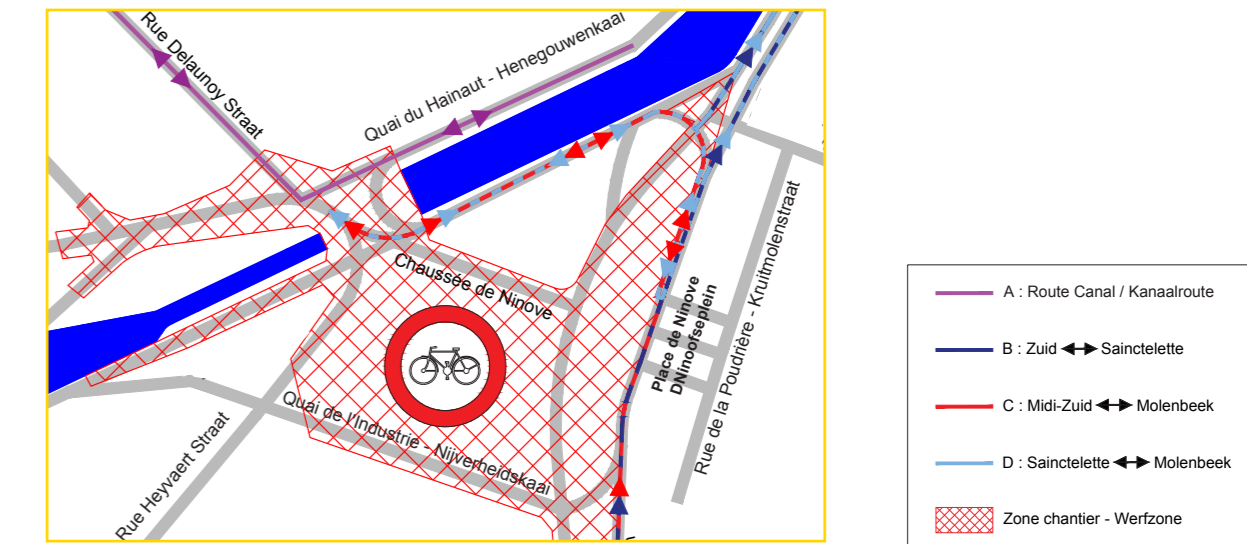 Rue Delaunoy Straat
Quai du Hainaut - Henegouwenkaai
Chaussée de Ninove
Place de Ninove
DNinoofseplein
Rue de la Poudrière - Kruitmolenstraat
Quai de l'Industrie - Nijverheidskaai
Rue Heyvaert Straat
A : Route Canal / Kanaalroute
B : Zuid ◄► Sainctelette
C : Midi-Zuid ◄► Molenbeek
D : Sainctelette ◄► Molenbeek
Zone chantier - Werfzone